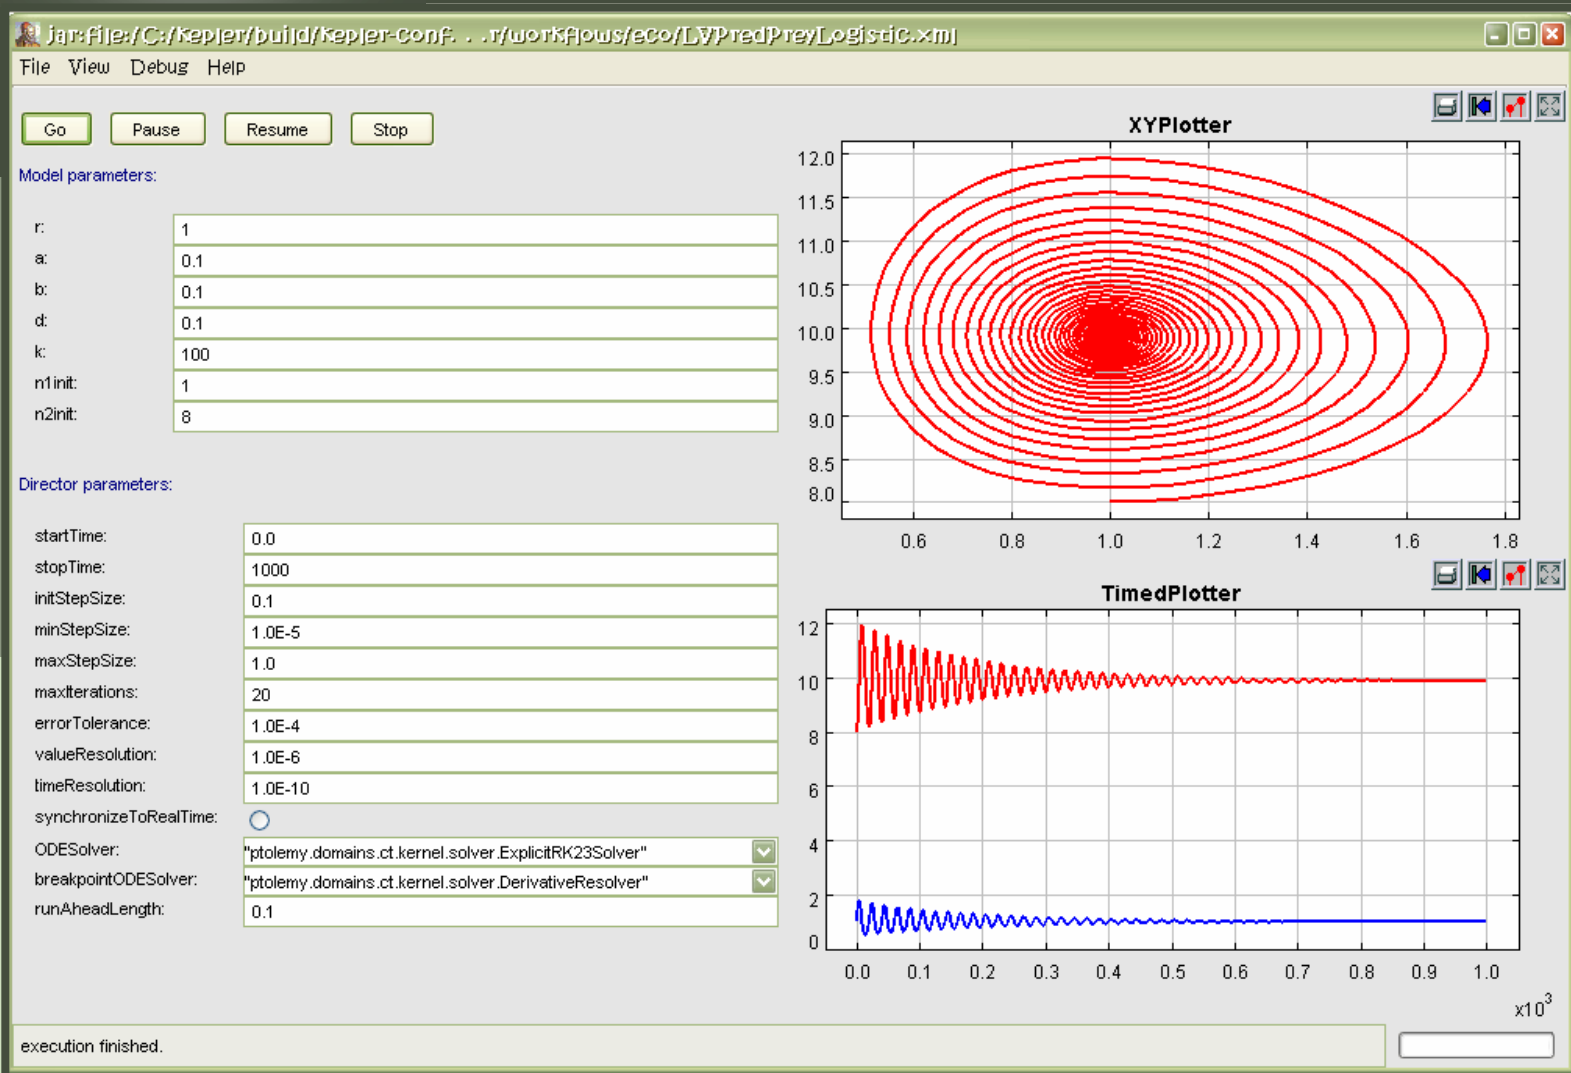 jar:file:/C:/Kepler/build/kepler-conf. . .r/workflows/eco/LVPredPreyLogistic.xml
File View Debug Help
Go Pause Resume Stop
Model parameters:
r: 1
a: 0.1
b: 0.1
d: 0.1
k: 100
n1init: 1
n2init: 8
Director parameters:
startTime: 0.0
stopTime: 1000
initStepSize: 0.1
minStepSize: 1.0E-5
maxStepSize: 1.0
maxIterations: 20
errorTolerance: 1.0E-4
valueResolution: 1.0E-6
timeResolution: 1.0E-10
synchronizeToRealTime:
ODESolver: "ptolemy.domains.ct.kernel.solver.ExplicitRK23Solver"
breakpointODESolver: "ptolemy.domains.ct.kernel.solver.DerivativeResolver"
runAheadLength: 0.1
XYPlotter
12.0
11.5
11.0
10.5
10.0
9.5
9.0
8.5
8.0
0.6 0.8 1.0 1.2 1.4 1.6 1.8
TimedPlotter
12
10
8
6
4
2
0
0.0 0.1 0.2 0.3 0.4 0.5 0.6 0.7 0.8 0.9 1.0
x10^3
execution finished.